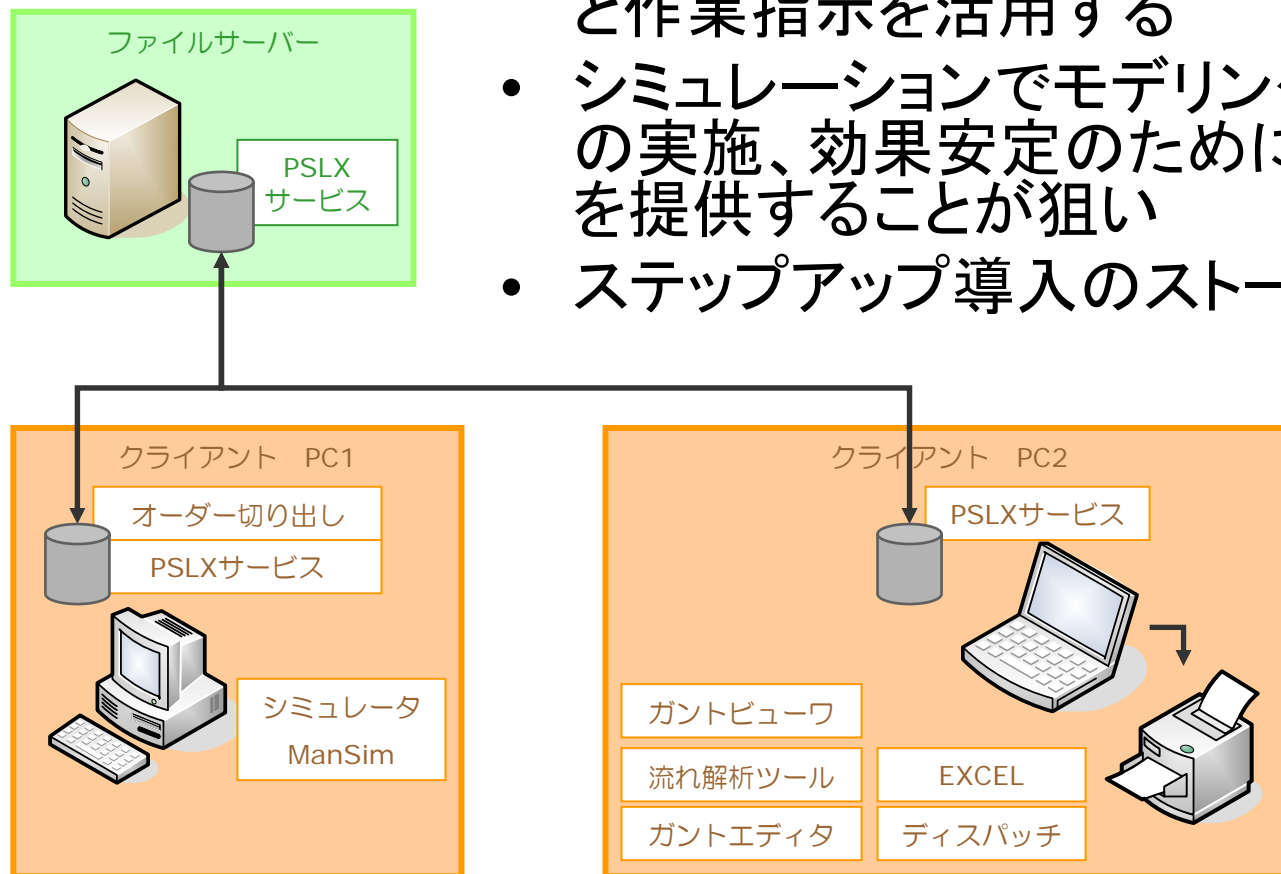 と作業指示を活用する
• シミュレーションでモデリング
の実施、効果安定のために
を提供することが狙い
• ステップアップ導入のストー
ファイルサーバー
PSLX
サービス
クライアント　PC1
オーダー切り出し
PSLXサービス
シミュレータ
ManSim
クライアント　PC2
PSLXサービス
ガントビューワ
流れ解析ツール
EXCEL
ガントエディタ
ディスパッチ